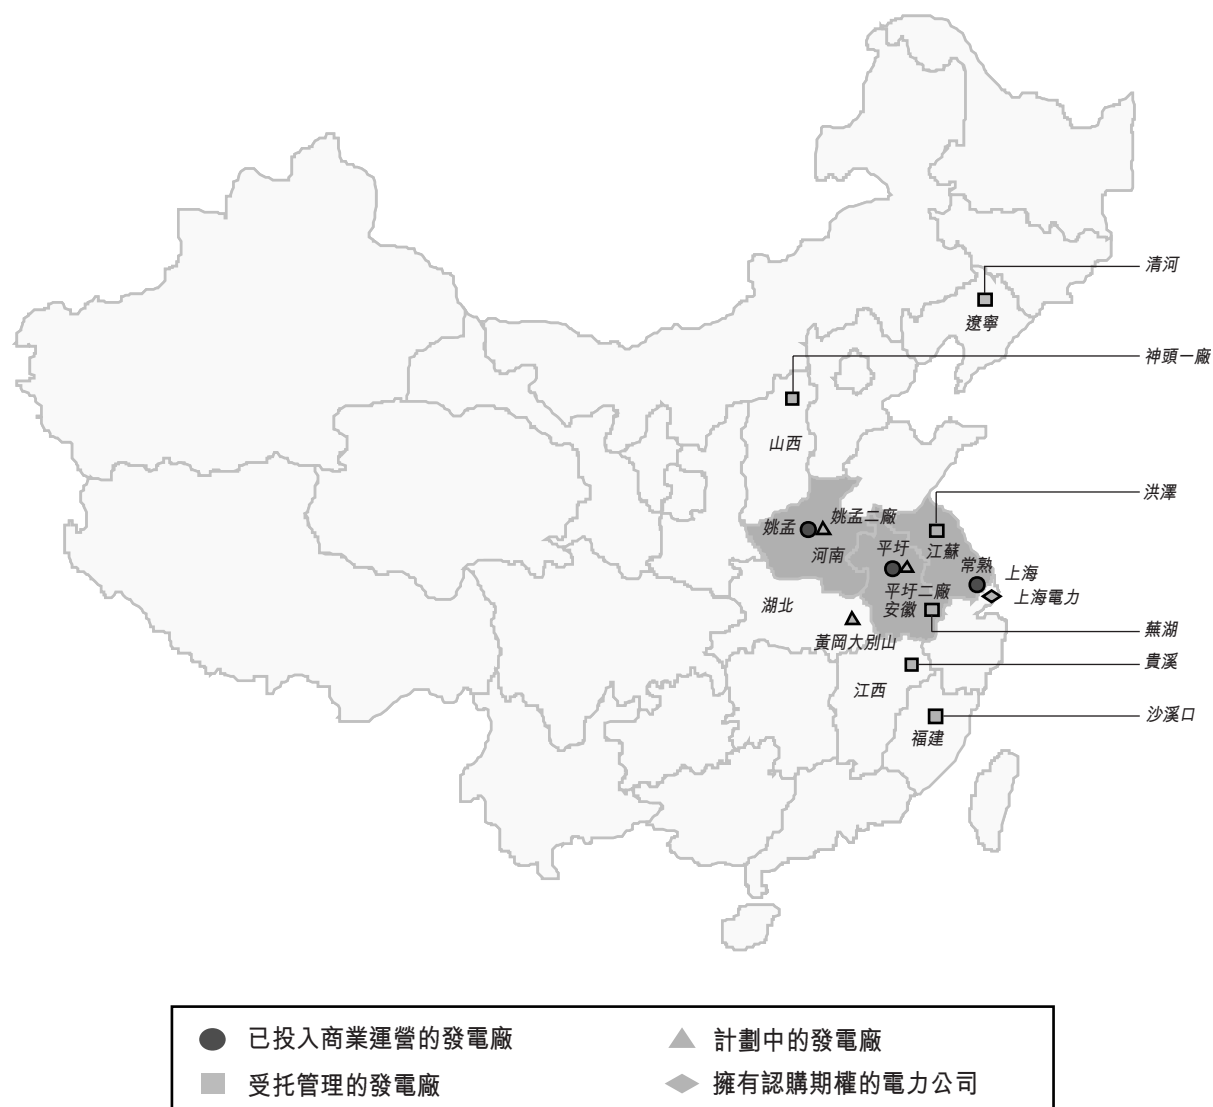 清河
遼寧
神頭一廠
山西
洪澤
姚孟二廠
姚孟
江蘇
平圩
河南
常熟
上海
平圩二廠
上海電力
湖北
安徽
蕪湖
黃岡大別山
貴溪
江西
沙溪口
福建
已投入商業運營的發電廠
計劃中的發電廠
受托管理的發電廠
擁有認購期權的電力公司